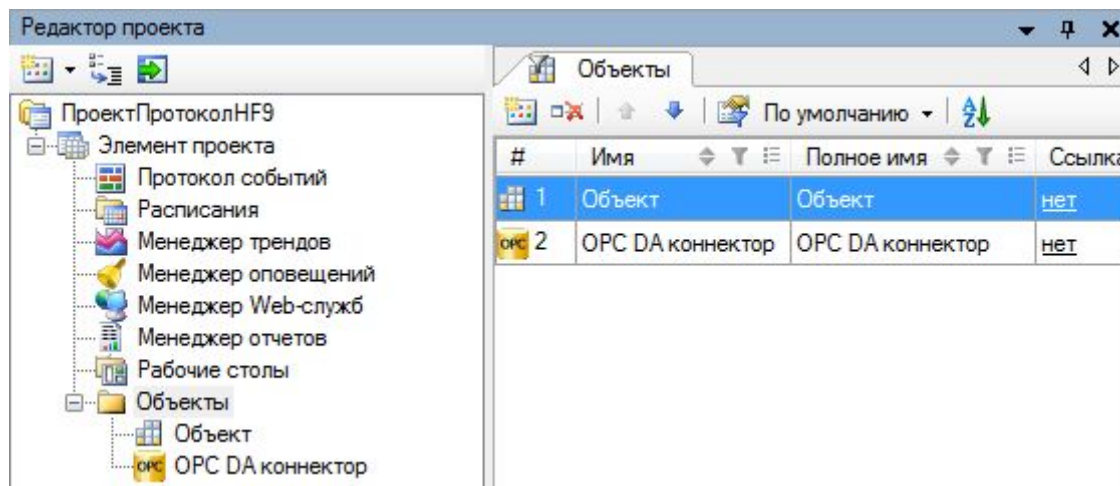 Редактор проекта
ПроектПротоколHF9
Элемент проекта
Протокол событий
Расписания
Менеджер трендов
Менеджер оповещений
Менеджер Web-служб
Менеджер отчетов
Рабочие столы
Объекты
Объект
OPC DA коннектор
Объекты
По умолчанию
# Имя Полное имя Ссылка
1 Объект Объект нет
OPC 2 OPC DA коннектор OPC DA коннектор нет